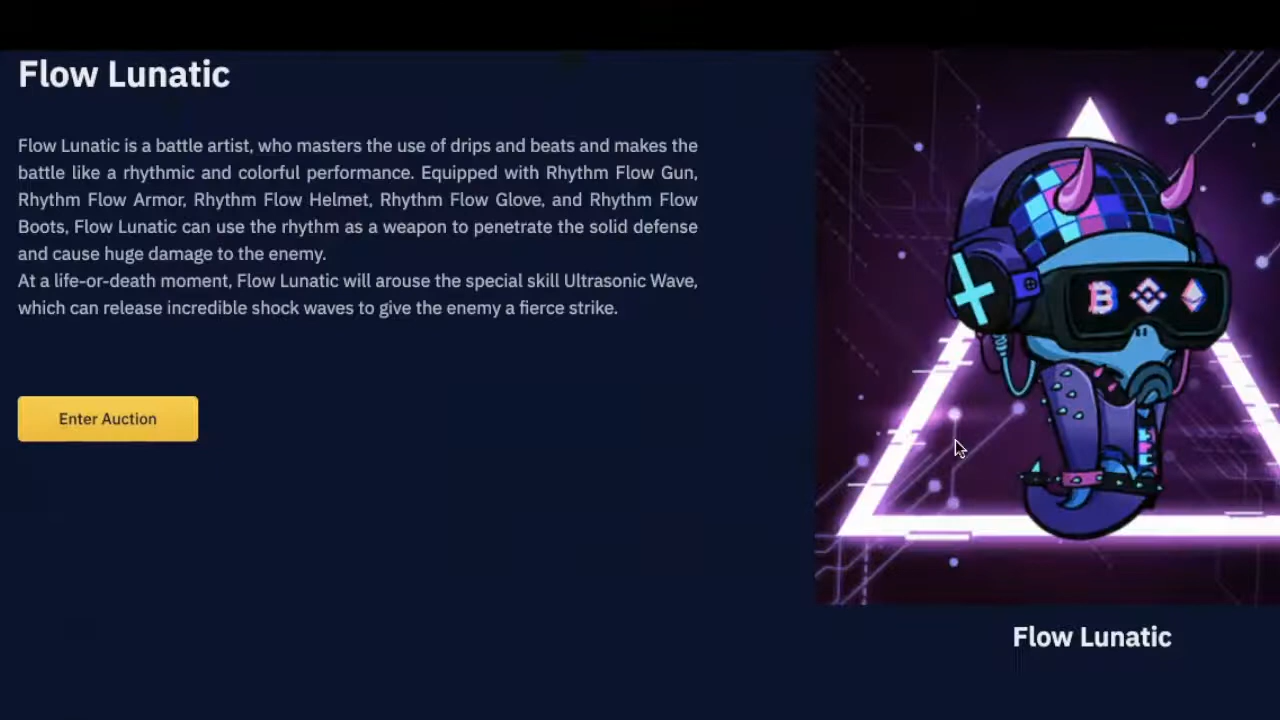 Flow Lunatic
Flow Lunatic is a battle artist, who masters the use of drips and beats and makes the
battle like a rhythmic and colorful performance. Equipped with Rhythm Flow Gun,
Rhythm Flow Armor, Rhythm Flow Helmet, Rhythm Flow Glove, and Rhythm Flow
Boots, Flow Lunatic can use the rhythm as a weapon to penetrate the solid defense
and cause huge damage to the enemy.
At a life-or-death moment, Flow Lunatic will arouse the special skill Ultrasonic Wave,
which can release incredible shock waves to give the enemy a fierce strike.
Enter Auction
Flow Lunatic